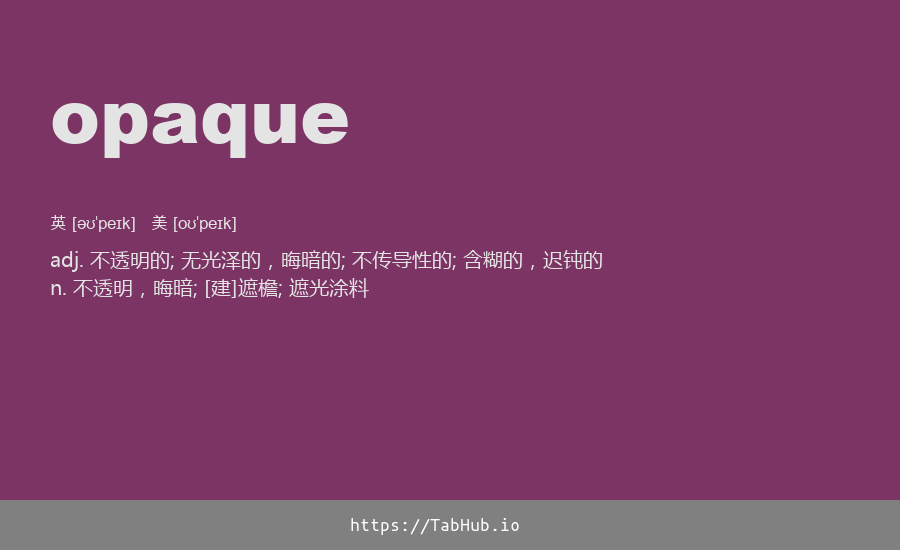 opaque
英 [əʊˈpeɪk] 美 [oʊˈpeɪk]
adj. 不透明的; 无光泽的，晦暗的; 不传导性的; 含糊的，迟钝的
n. 不透明，晦暗; [建]遮檐; 遮光涂料
https://TabHub.io